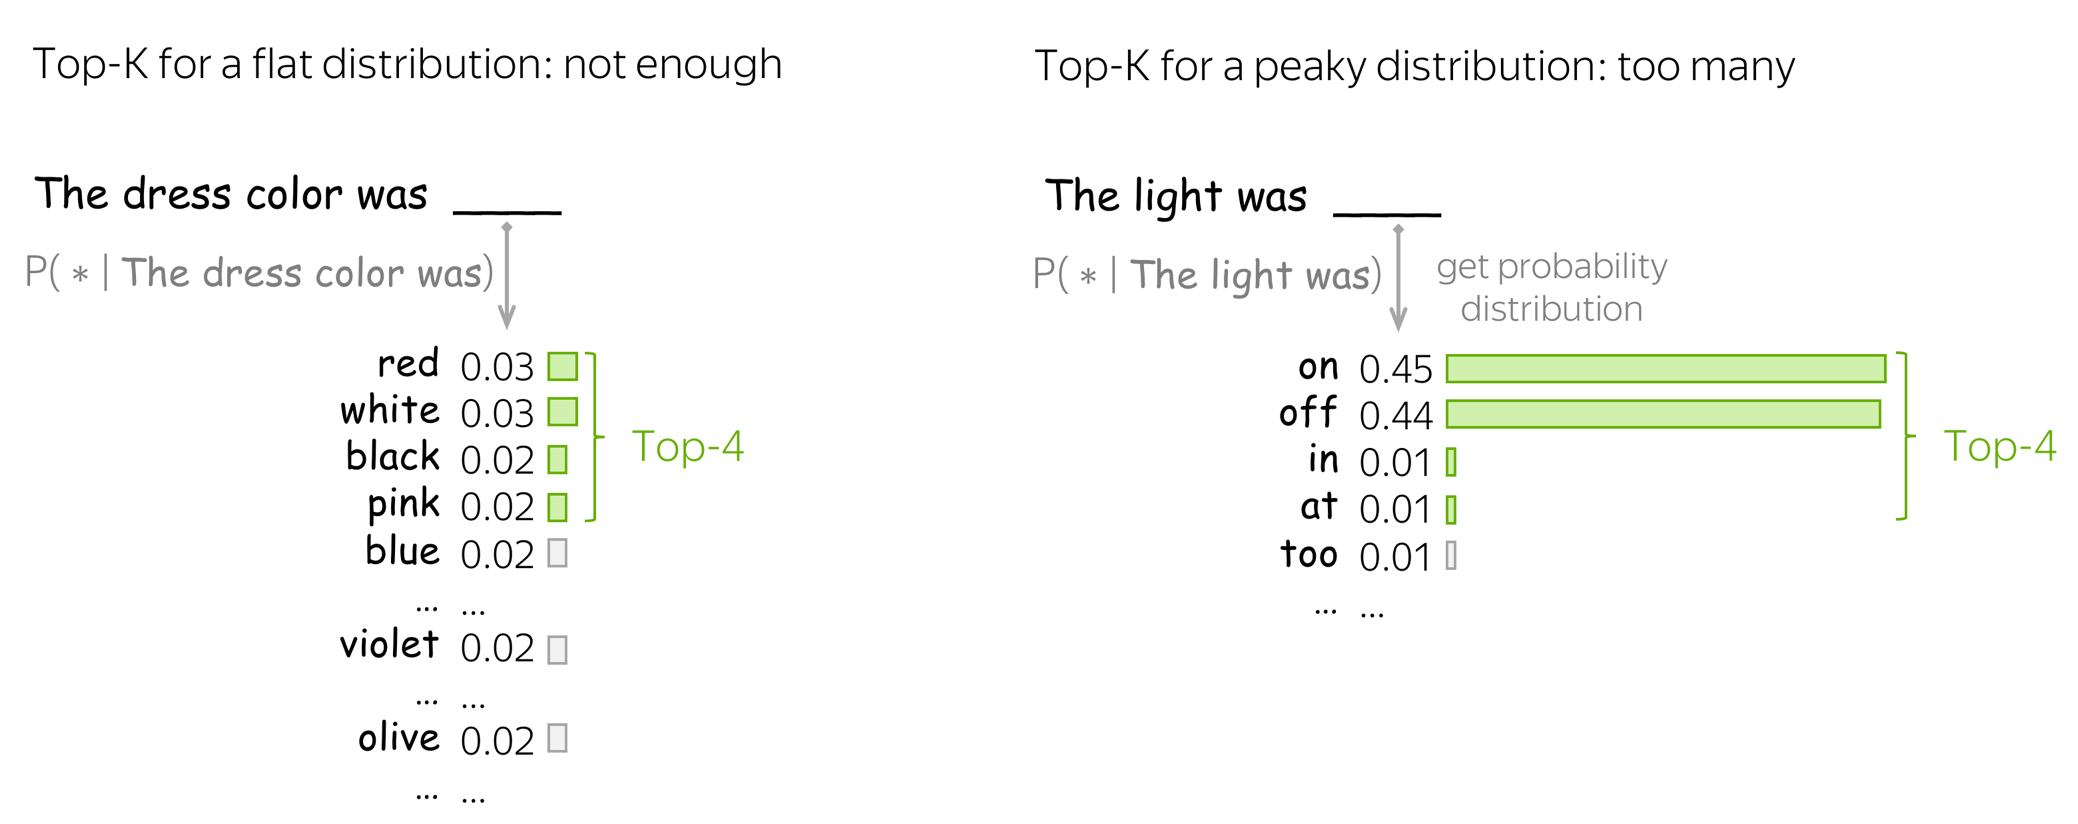 Top-K for a flat distribution: not enough
The dress color was _____
P( * | The dress color was)
red 0.03
white 0.03
black 0.02
pink 0.02
blue 0.02
... ...
violet 0.02
... ...
olive 0.02
... ...
Top-4
Top-K for a peaky distribution: too many
The light was _____
P( * | The light was)
get probability
distribution
on 0.45
off 0.44
in 0.01
at 0.01
too 0.01
... ...
Top-4